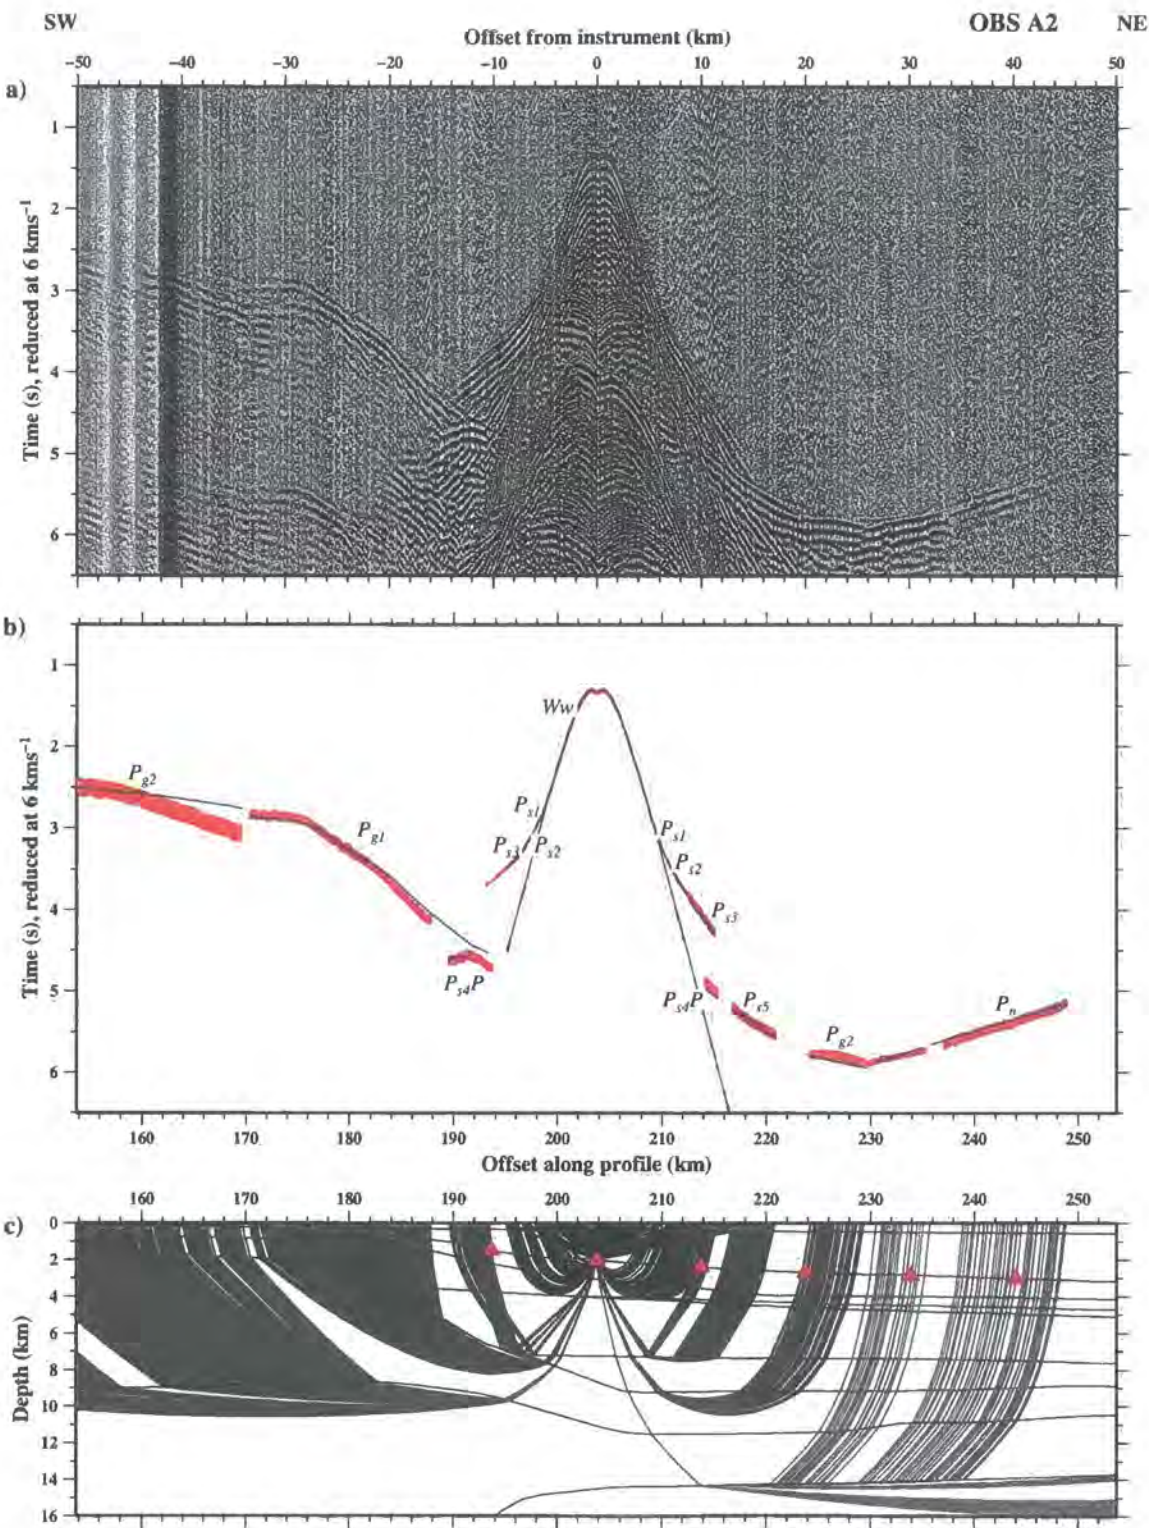 SW OBS A2 NE
Offset from instrument (km)
−50 −40 −30 −20 −10 0 10 20 30 40 50
a)
Time (s), reduced at 6 kms⁻¹
1
2
3
4
5
6
b)
Time (s), reduced at 6 kms⁻¹
1
2
3
4
5
6
Ww
Pg2
Ps1 Ps1
Pg1 Ps3 Ps2 Ps2
Ps3
Ps4P Ps4P Ps5 Pn
Pg2
160 170 180 190 200 210 220 230 240 250
Offset along profile (km)
160 170 180 190 200 210 220 230 240 250
c)
Depth (km)
0
2
4
6
8
10
12
14
16